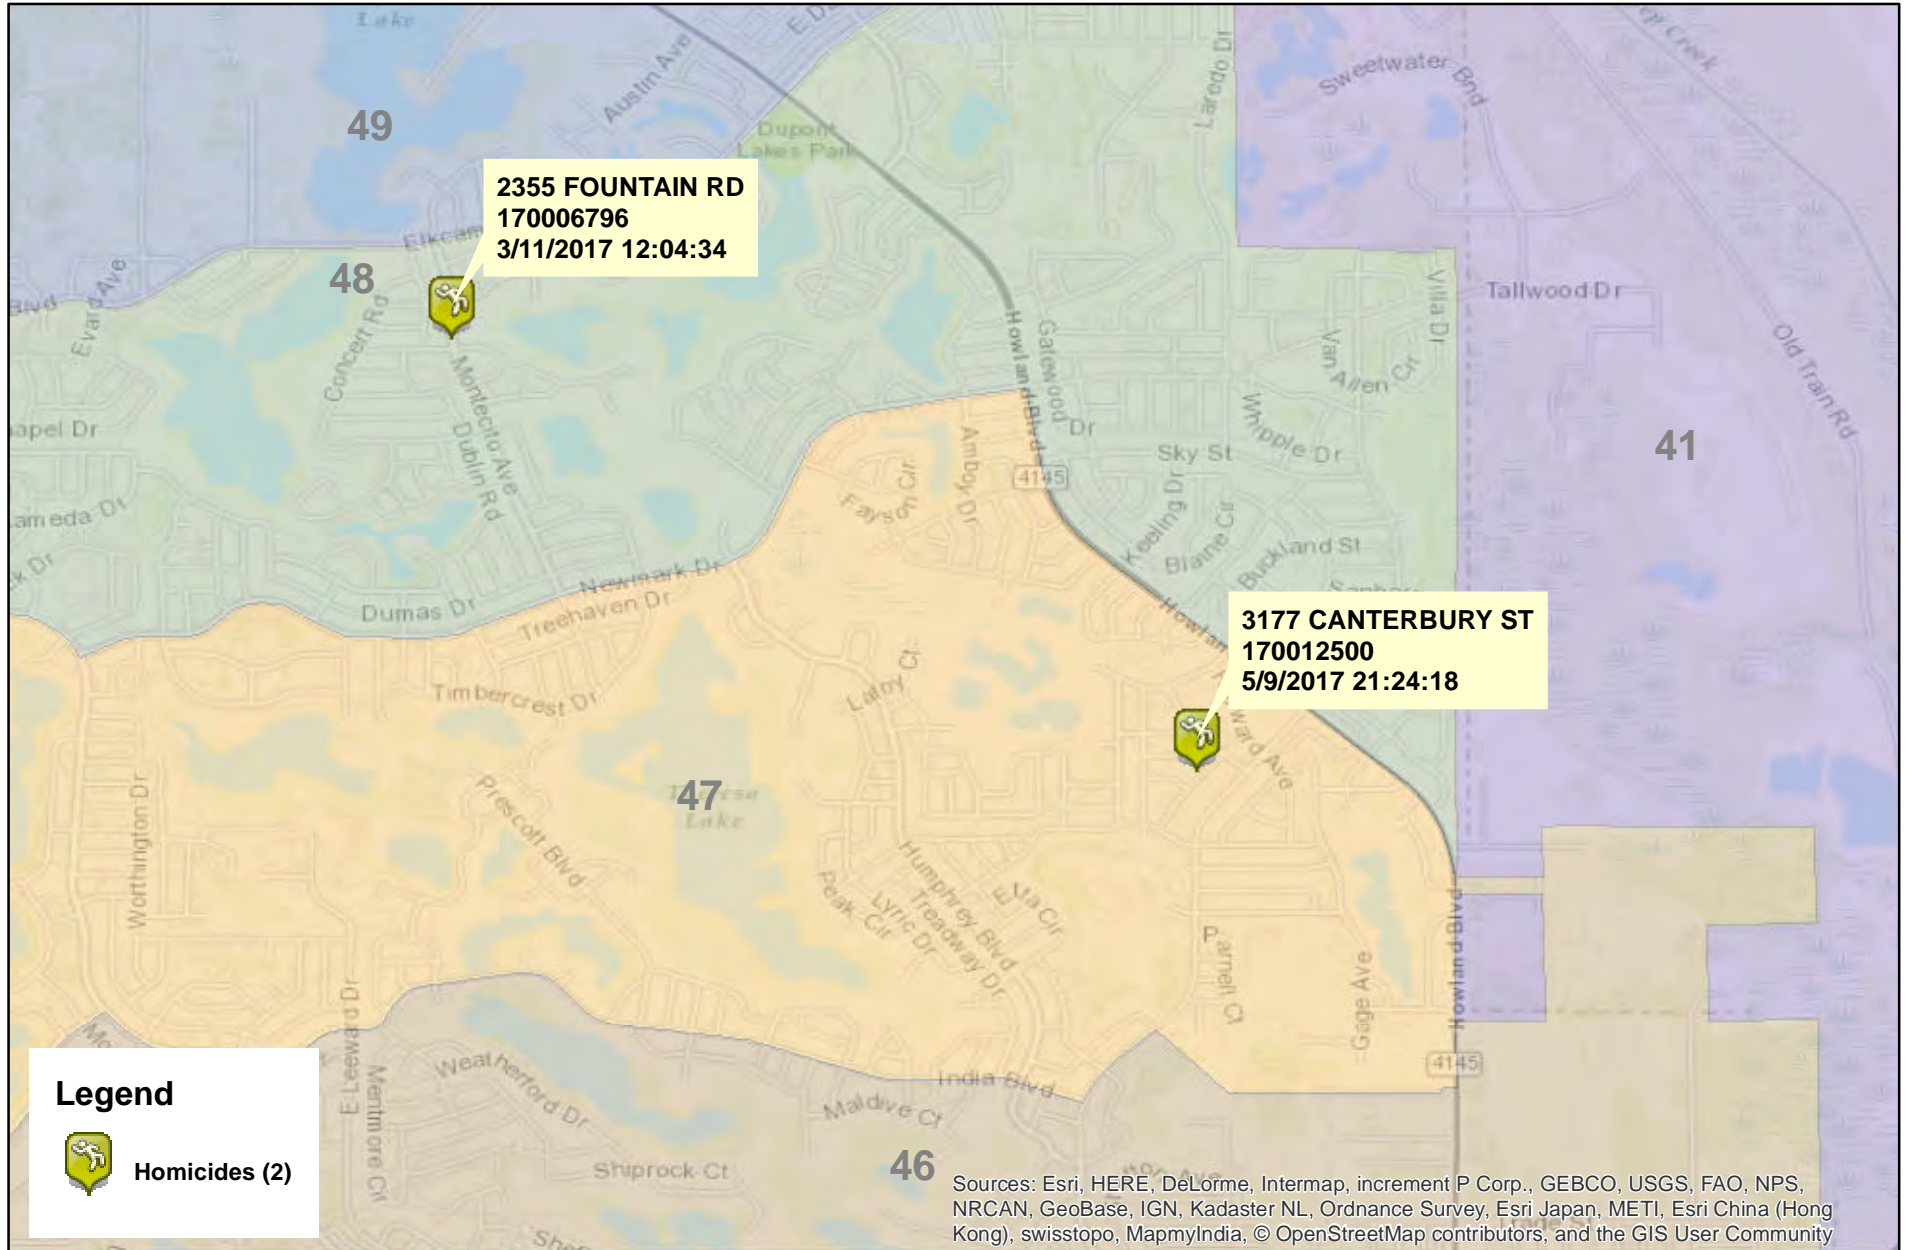 Lake
49
Austin Ave
Laredo Dr
Sweetwater Bnd
Creek
Dupont
Lakes Park
2355 FOUNTAIN RD
170006796
3/11/2017 12:04:34
48
Blvd
Evard Ave
Concert Rd
Howland Blvd
Gatewood
Dr
Villa Dr
Tallwood Dr
Van Allen Cir
Old Train Rd
Montecito Ave
Dublin Rd
Amboy Dr
Fayson Cir
4145
Sky St
Whipple Dr
41
Keeling Dr
Blaine Cir
Buckland St
Dumas Dr
Newmark Dr
Treehaven Dr
3177 CANTERBURY ST
170012500
5/9/2017 21:24:18
Timbercrest Dr
Latoy Ct
47
Lake
Worthington Dr
Prescott Blvd
Humphrey Blvd
Treadway Dr
Lyric Dr
Peak Cir
Parnell Ct
Gage Ave
Howland Blvd
4145
E Leeward Dr
Mentmore Cir
Weatherford Dr
India Blvd
Maldive Ct
46
Shiprock Ct
Legend
Homicides (2)
Sources: Esri, HERE, DeLorme, Intermap, increment P Corp., GEBCO, USGS, FAO, NPS,
NRCAN, GeoBase, IGN, Kadaster NL, Ordnance Survey, Esri Japan, METI, Esri China (Hong
Kong), swisstopo, MapmyIndia, © OpenStreetMap contributors, and the GIS User Community